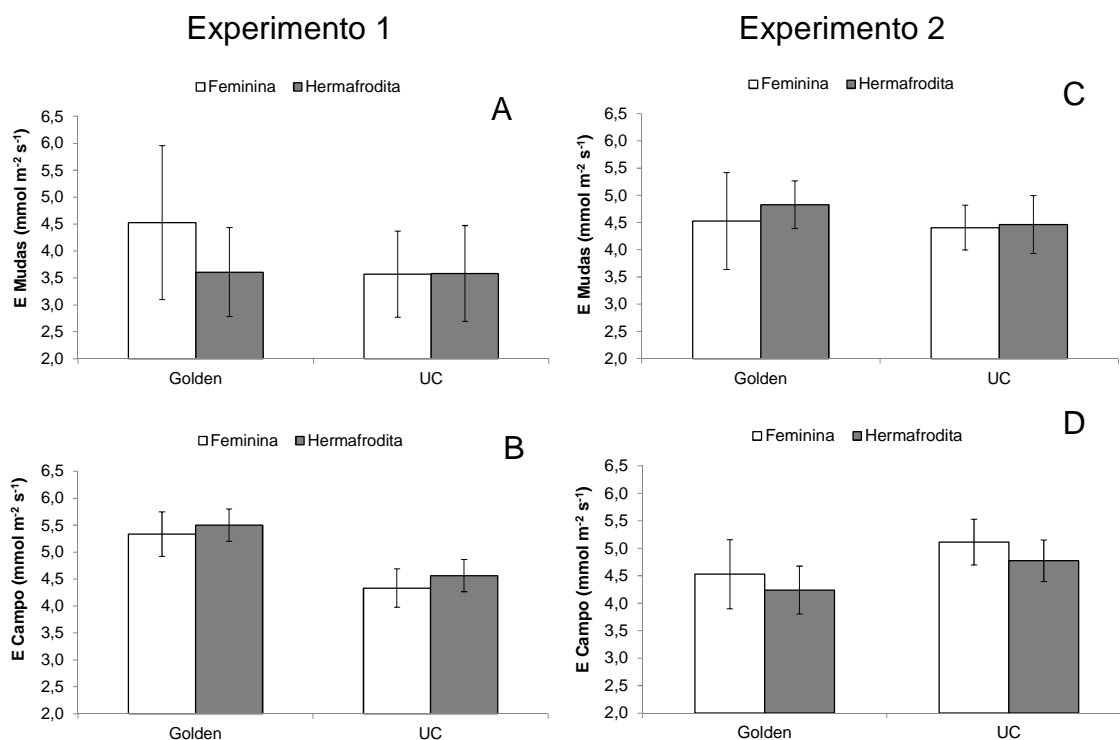 Experimento 1
Experimento 2
Feminina Hermafrodita
A
E Mudas (mmol m⁻² s⁻¹)
6,5
6,0
5,5
5,0
4,5
4,0
3,5
3,0
2,5
2,0
Golden UC
Feminina Hermafrodita
C
E Mudas (mmol m⁻² s⁻¹)
6,5
6,0
5,5
5,0
4,5
4,0
3,5
3,0
2,5
2,0
Golden UC
Feminina Hermafrodita
B
E Campo (mmol m⁻² s⁻¹)
6,5
6,0
5,5
5,0
4,5
4,0
3,5
3,0
2,5
2,0
Golden UC
Feminina Hermafrodita
D
E Campo (mmol m⁻² s⁻¹)
6,5
6,0
5,5
5,0
4,5
4,0
3,5
3,0
2,5
2,0
Golden UC